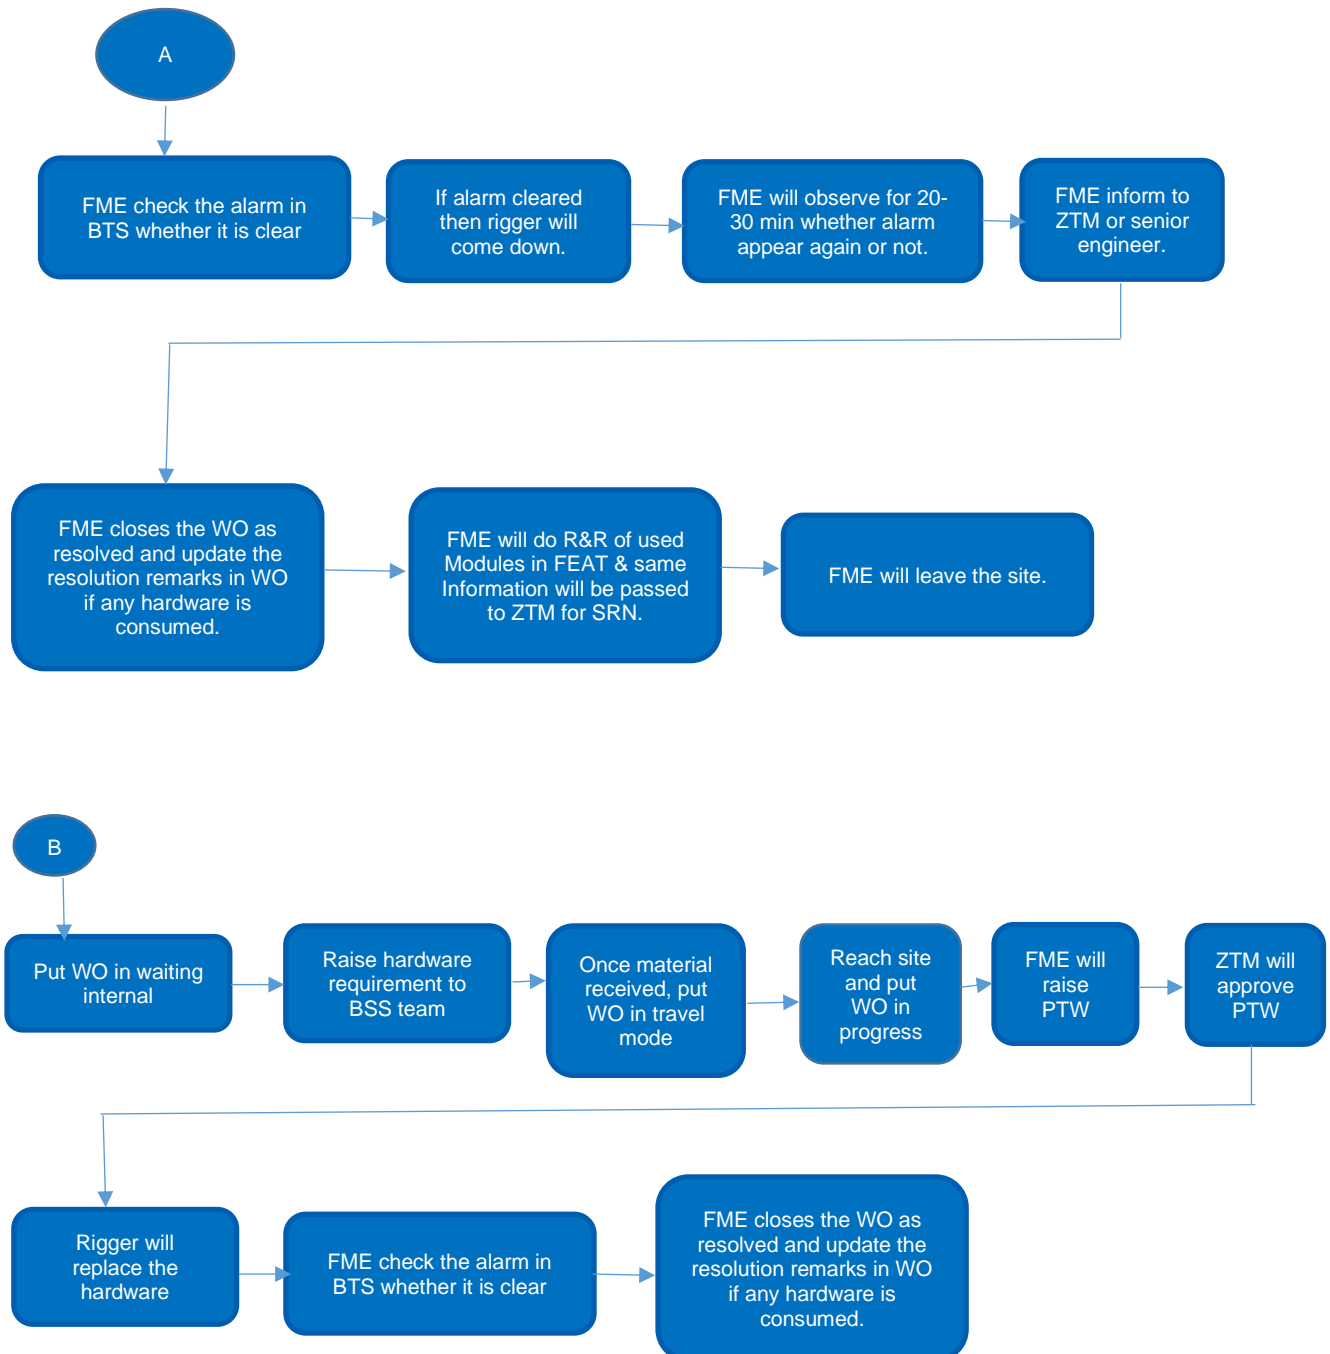 A
FME check the alarm in
BTS whether it is clear
If alarm cleared
then rigger will
come down.
FME will observe for 20-
30 min whether alarm
appear again or not.
FME inform to
ZTM or senior
engineer.
FME closes the WO as
resolved and update the
resolution remarks in WO
if any hardware is
consumed.
FME will do R&R of used
Modules in FEAT & same
Information will be passed
to ZTM for SRN.
FME will leave the site.
B
Put WO in waiting
internal
Raise hardware
requirement to
BSS team
Once material
received, put
WO in travel
mode
Reach site
and put
WO in
progress
FME will
raise
PTW
ZTM will
approve
PTW
Rigger will
replace the
hardware
FME check the alarm in
BTS whether it is clear
FME closes the WO as
resolved and update the
resolution remarks in WO
if any hardware is
consumed.